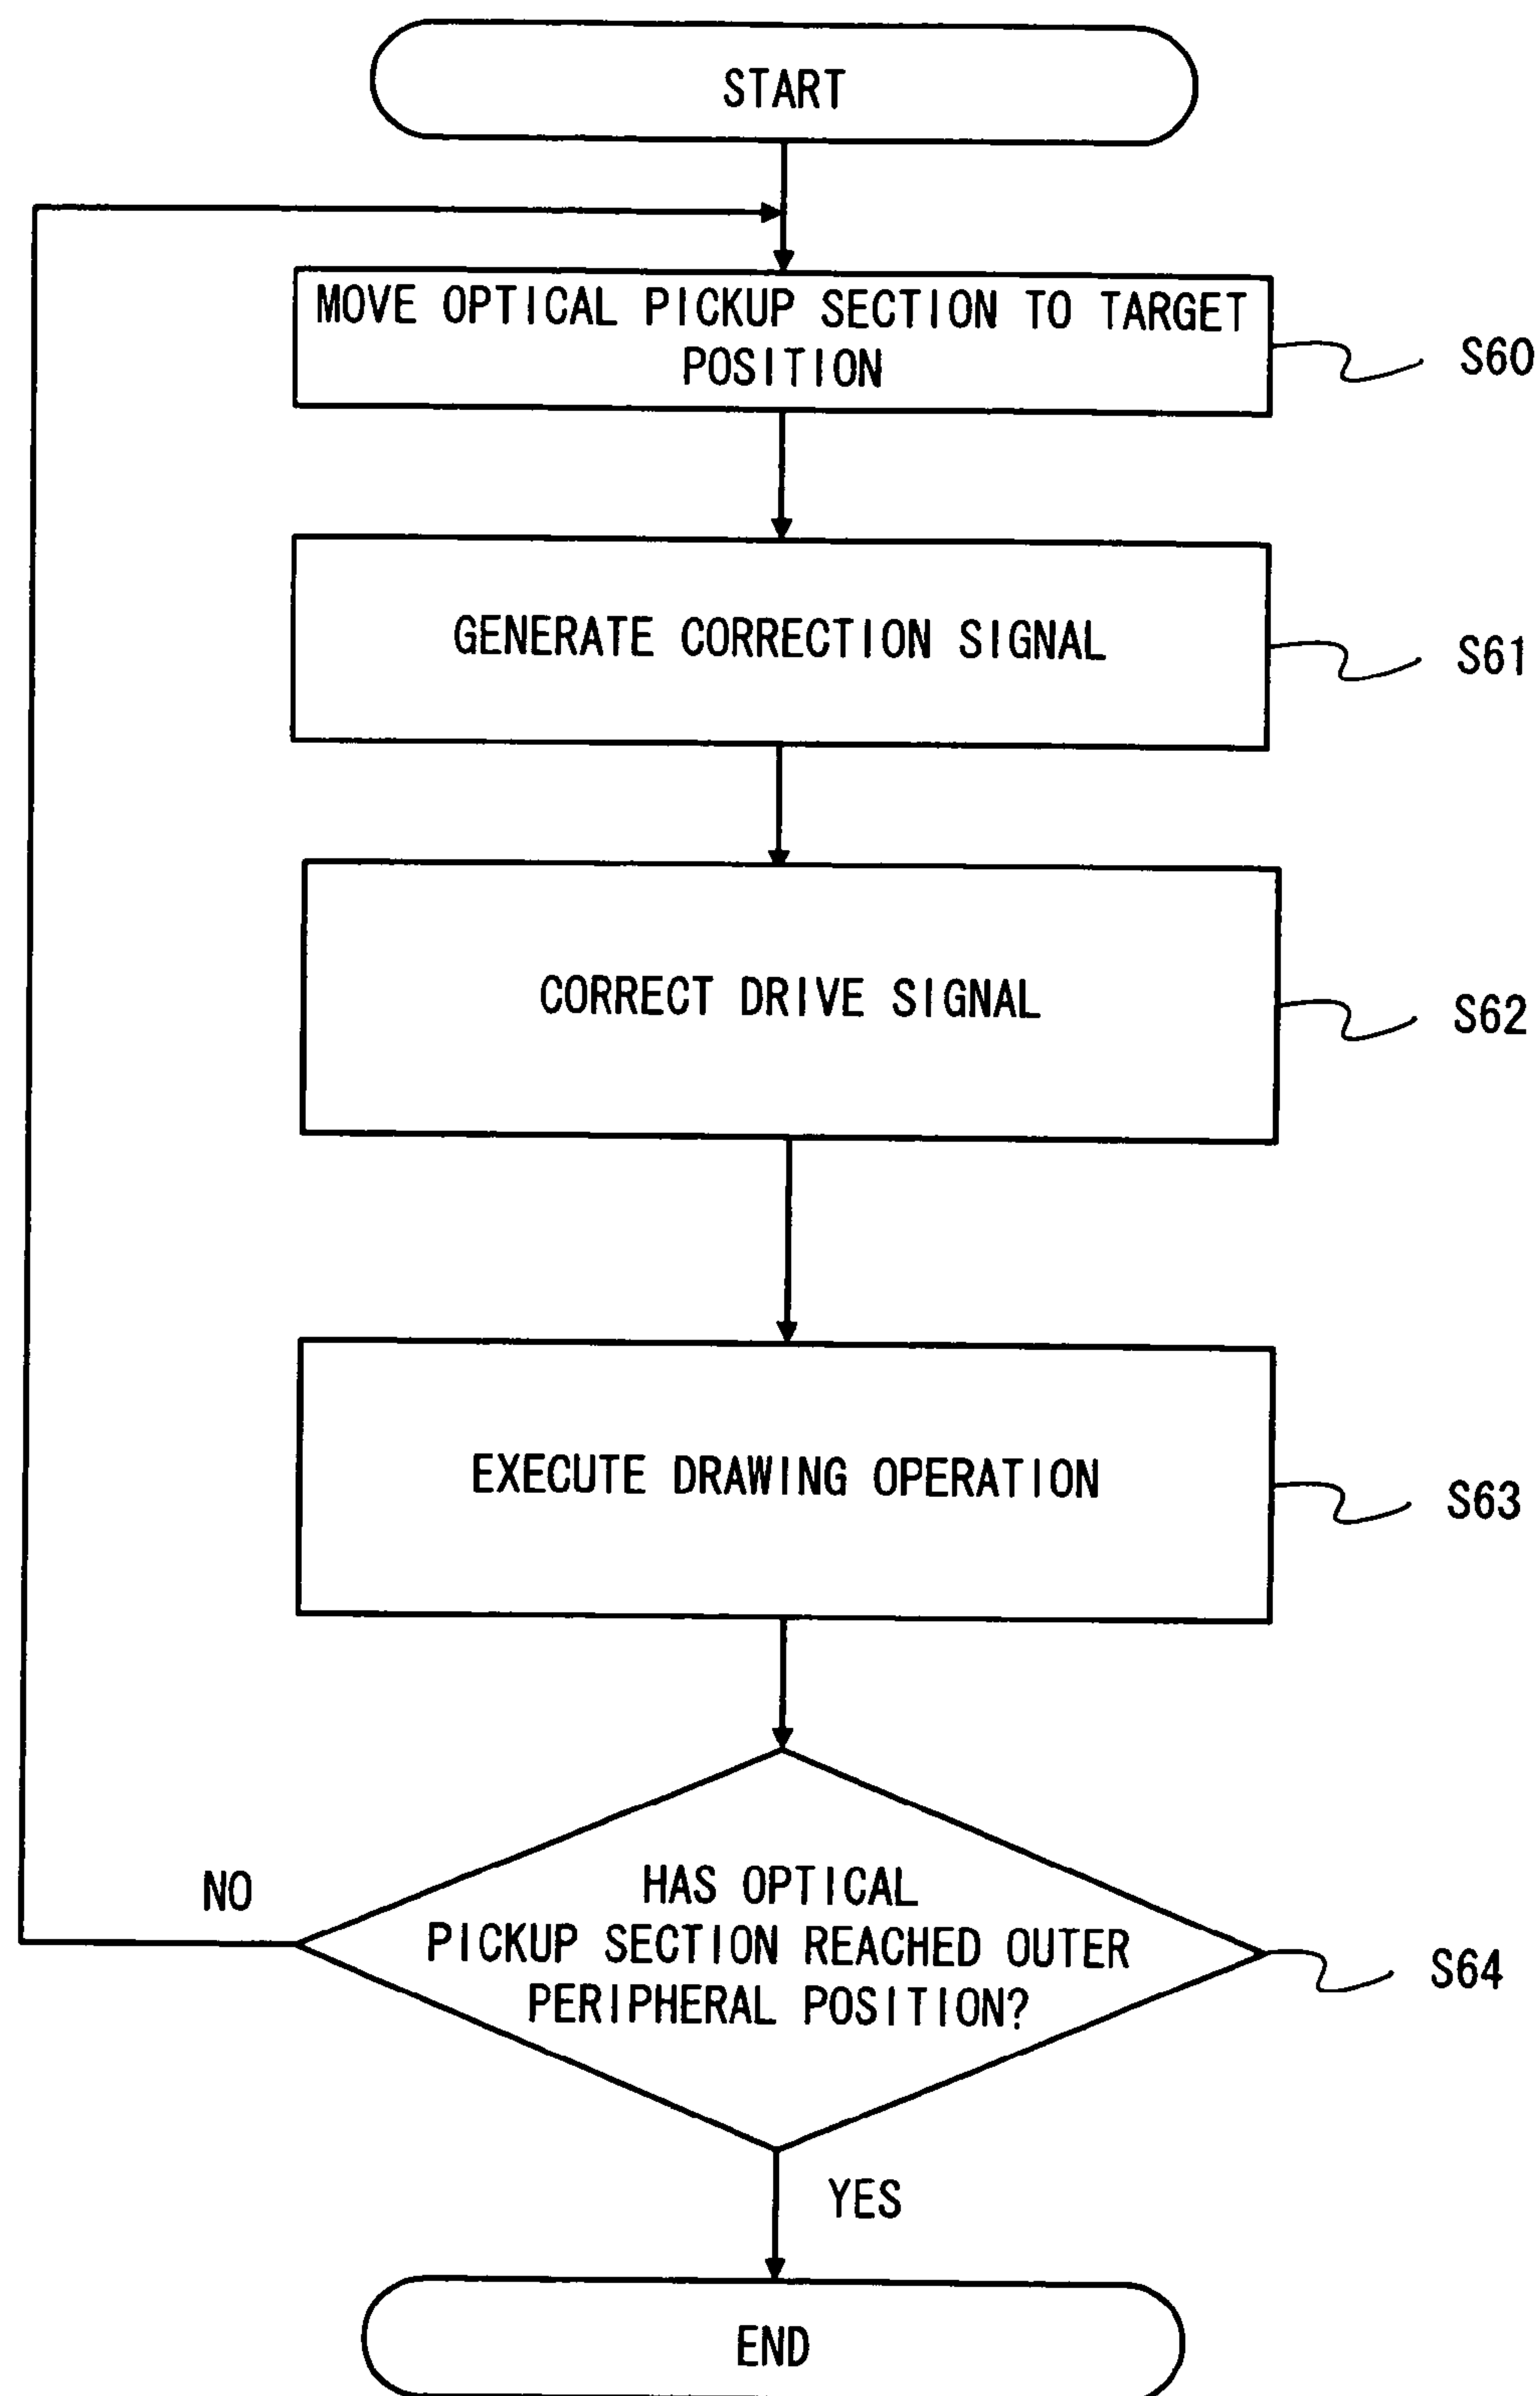 START
MOVE OPTICAL PICKUP SECTION TO TARGET
POSITION
S60
GENERATE CORRECTION SIGNAL
S61
CORRECT DRIVE SIGNAL
S62
EXECUTE DRAWING OPERATION
S63
HAS OPTICAL
PICKUP SECTION REACHED OUTER
PERIPHERAL POSITION?
NO
S64
YES
END